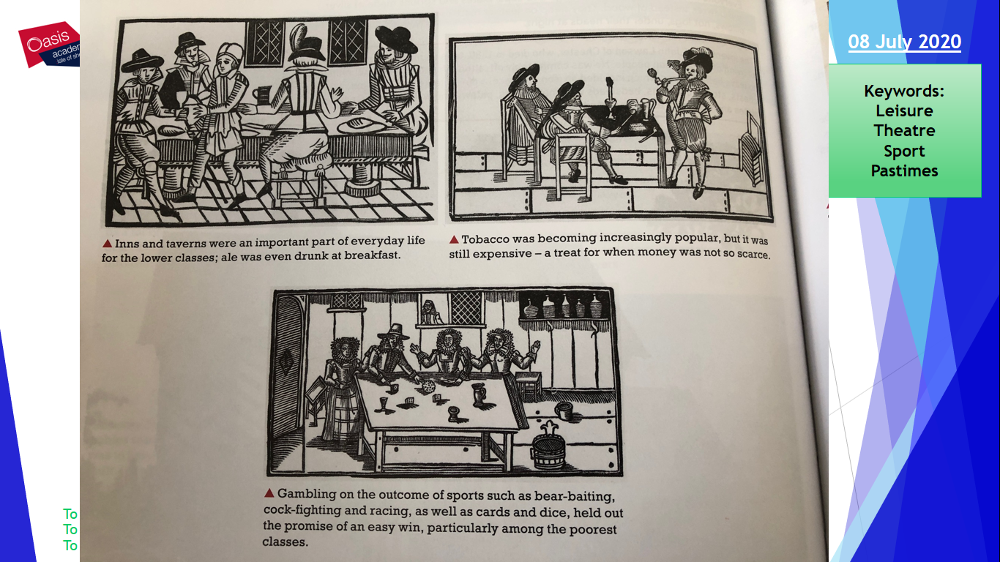 Oasis
academ
isle of she
08 July 2020
Keywords:
Leisure
Theatre
Sport
Pastimes
▲ Inns and taverns were an important part of everyday life
for the lower classes; ale was even drunk at breakfast.
▲ Tobacco was becoming increasingly popular, but it was
still expensive – a treat for when money was not so scarce.
▲ Gambling on the outcome of sports such as bear-baiting,
cock-fighting and racing, as well as cards and dice, held out
the promise of an easy win, particularly among the poorest
classes.
To
To
To